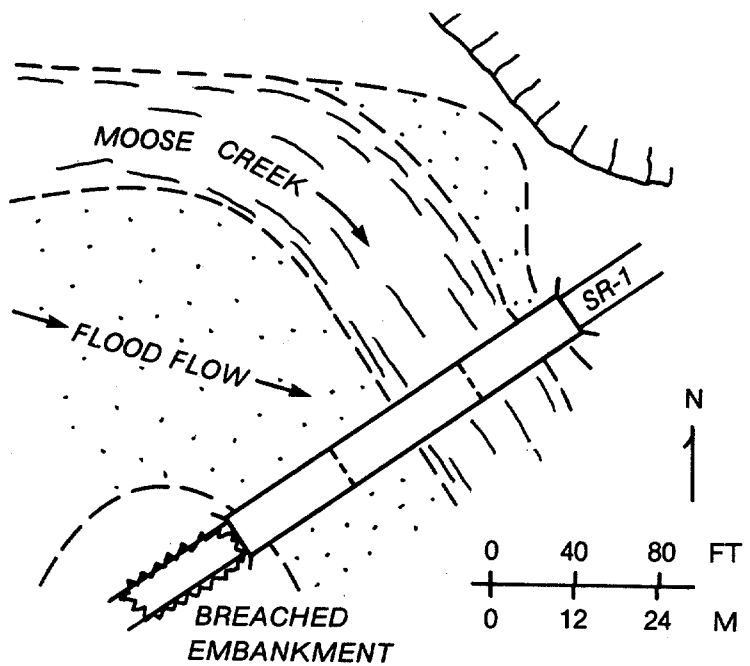 MOOSE CREEK
SR-1
FLOOD FLOW
N
0 40 80 FT
0 12 24 M
BREACHED
EMBANKMENT